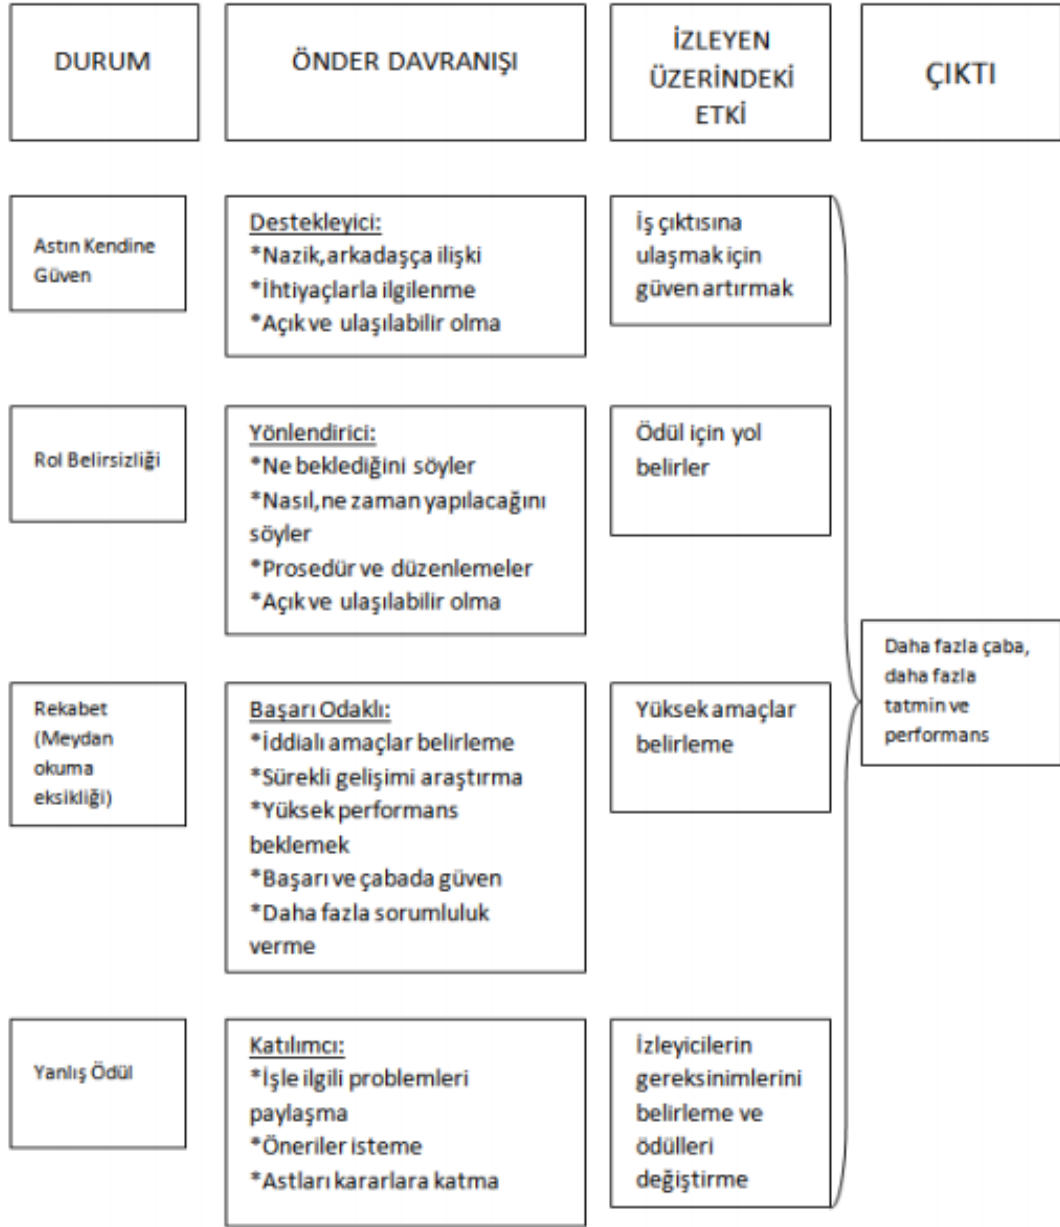 DURUM
ÖNDER DAVRANIŞI
İZLEYEN
ÜZERİNDEKİ
ETKİ
ÇIKTI
Astın Kendine
Güven
Destekleyici:
*Nazik,arkadaşça ilişki
*İhtiyaçlarla ilgilenme
*Açık ve ulaşılabilir olma
İş çıktısına
ulaşmak için
güven artırmak
Rol Belirsizliği
Yönlendirici:
*Ne beklediğini söyler
*Nasıl,ne zaman yapılacağını
söyler
*Prosedür ve düzenlemeler
*Açık ve ulaşılabilir olma
Ödül için yol
belirler
Rekabet
(Meydan
okuma
eksikliği)
Başarı Odaklı:
*İddialı amaçlar belirleme
*Sürekli gelişimi araştırma
*Yüksek performans
beklemek
*Başarı ve çabada güven
*Daha fazla sorumluluk
verme
Yüksek amaçlar
belirleme
Daha fazla çaba,
daha fazla
tatmin ve
performans
Yanlış Ödül
Katılımcı:
*İşle ilgili problemleri
paylaşma
*Öneriler isteme
*Astları kararlara katma
İzleyicilerin
gereksinimlerini
belirleme ve
ödülleri
değiştirme